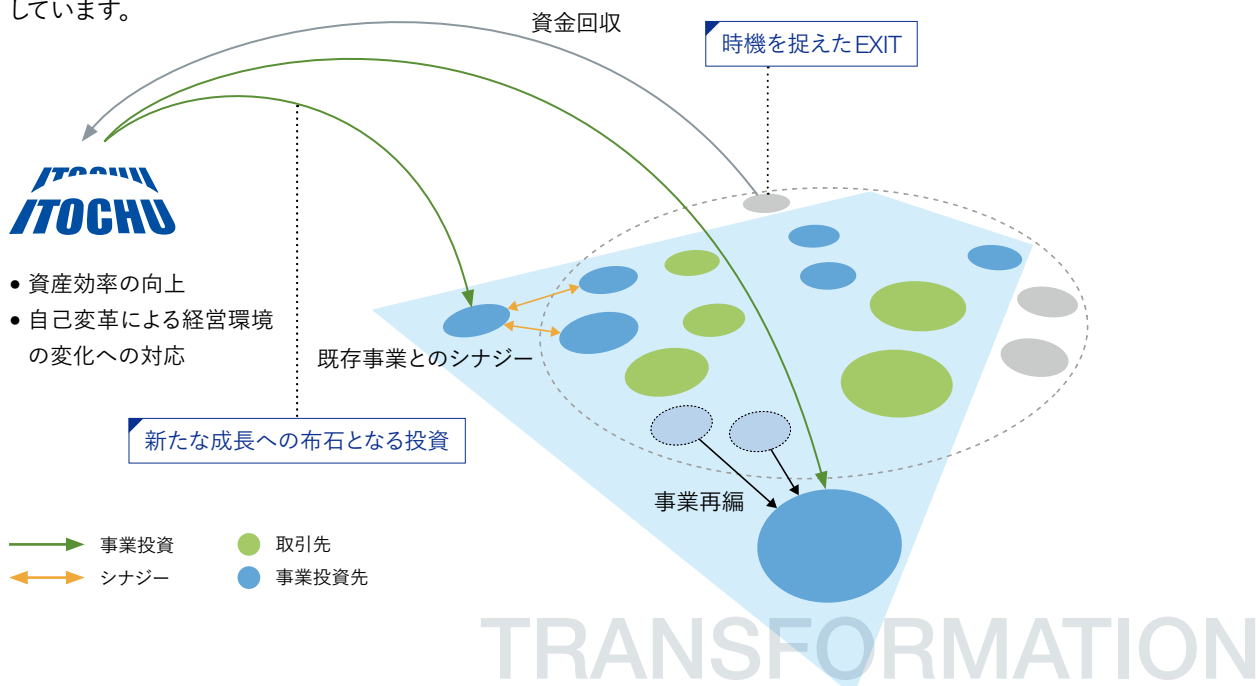 しています。
資金回収
時機を捉えたEXIT
ITOCHU
ITOCHU
• 資産効率の向上
• 自己変革による経営環境
の変化への対応
既存事業とのシナジー
新たな成長への布石となる投資
事業再編
事業投資
取引先
シナジー
事業投資先
TRANSFORMATION